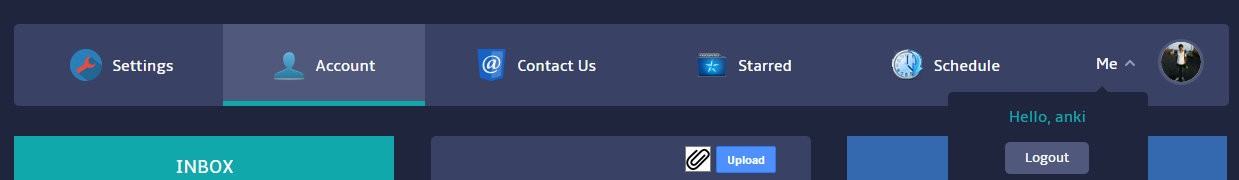 Settings
Account
Contact Us
Starred
Schedule
Me
Hello, anki
Logout
INBOX
Upload